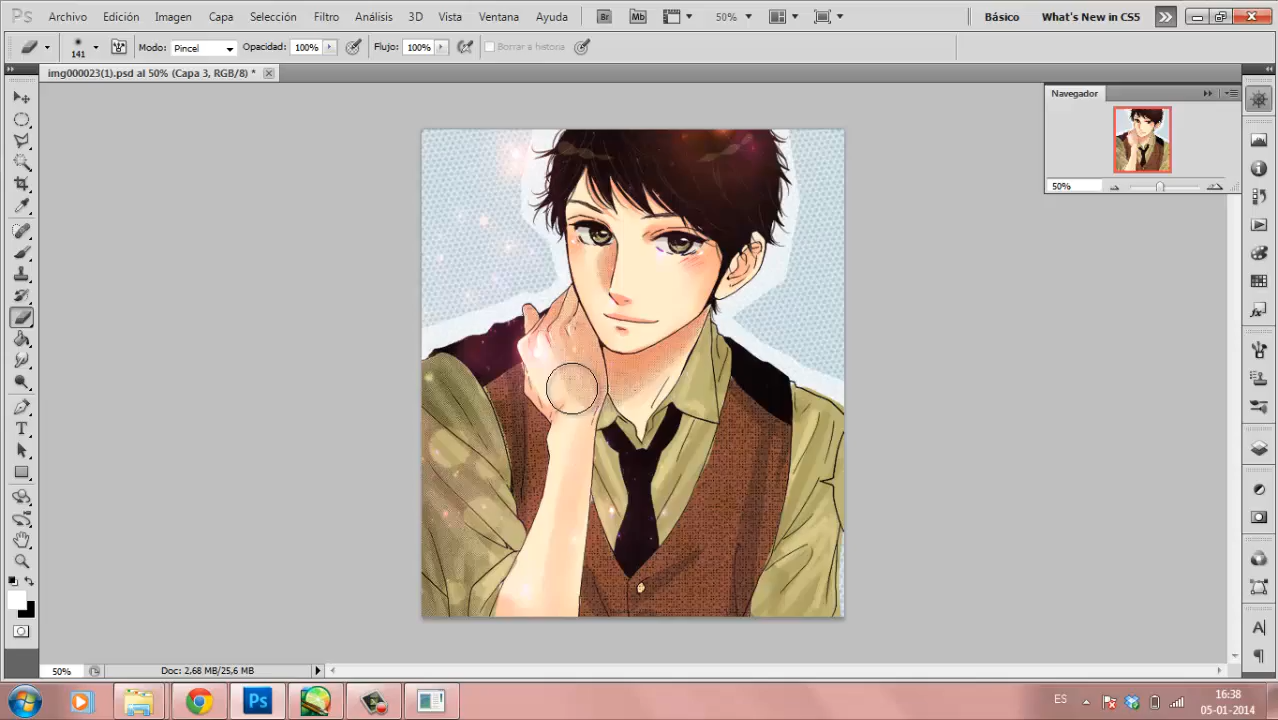 Ps Archivo Edición Imagen Capa Selección Filtro Análisis 3D Vista Ventana Ayuda Br Mb 50% Básico What's New in CS5
141 Modo: Pincel Opacidad: 100% Flujo: 100% Borrar a historia
img000023(1).psd al 50% (Capa 3, RGB/8) *
Navegador
50%
50% Doc: 2,68 MB/25,6 MB
Ps ES 16:38
05-01-2014